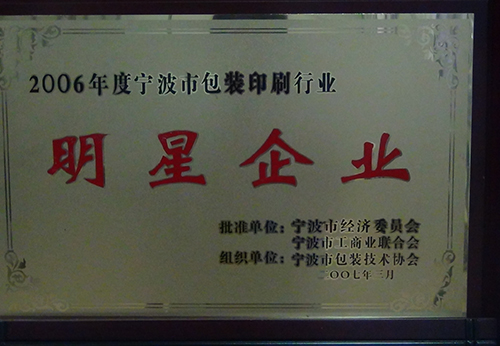 2006年度宁波市包装印刷行业
明星企业
批准单位：宁波市经济委员会
宁波市工商业联合会
组织单位：宁波市包装技术协会
二〇〇七年三月